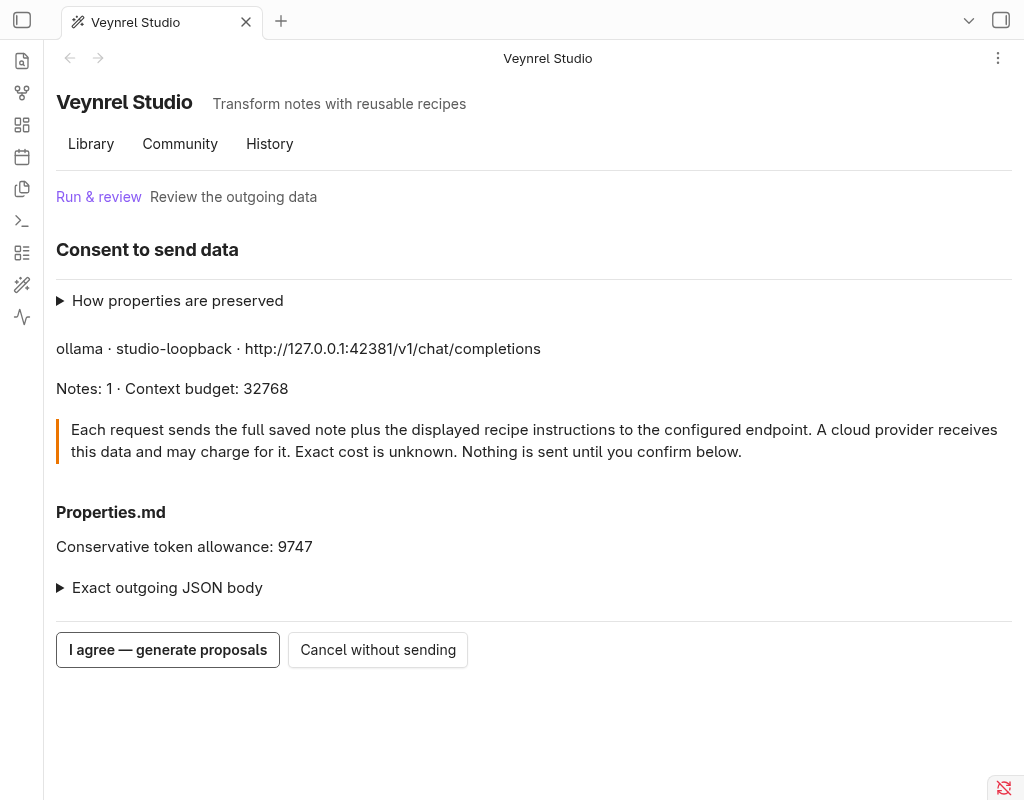 Veynrel Studio
Veynrel Studio
Veynrel Studio Transform notes with reusable recipes
Library Community History
Run & review Review the outgoing data
Consent to send data
How properties are preserved
ollama · studio-loopback · http://127.0.0.1:42381/v1/chat/completions
Notes: 1 · Context budget: 32768
Each request sends the full saved note plus the displayed recipe instructions to the configured endpoint. A cloud provider receives
this data and may charge for it. Exact cost is unknown. Nothing is sent until you confirm below.
Properties.md
Conservative token allowance: 9747
Exact outgoing JSON body
I agree — generate proposals Cancel without sending